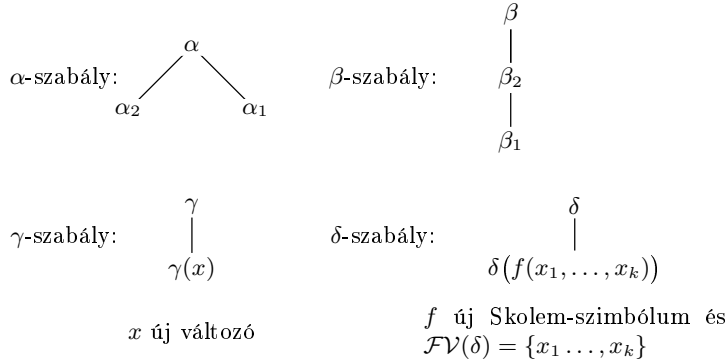 α
α-szabály:
α₂ α₁
β
β-szabály: β₂
β₁
γ
γ-szabály:
γ(x)
x új változó
δ
δ-szabály:
δ(f(x₁, . . . , xₖ))
f új Skolem-szimbólum és
ℱ𝒱(δ) = {x₁ . . . , xₖ}